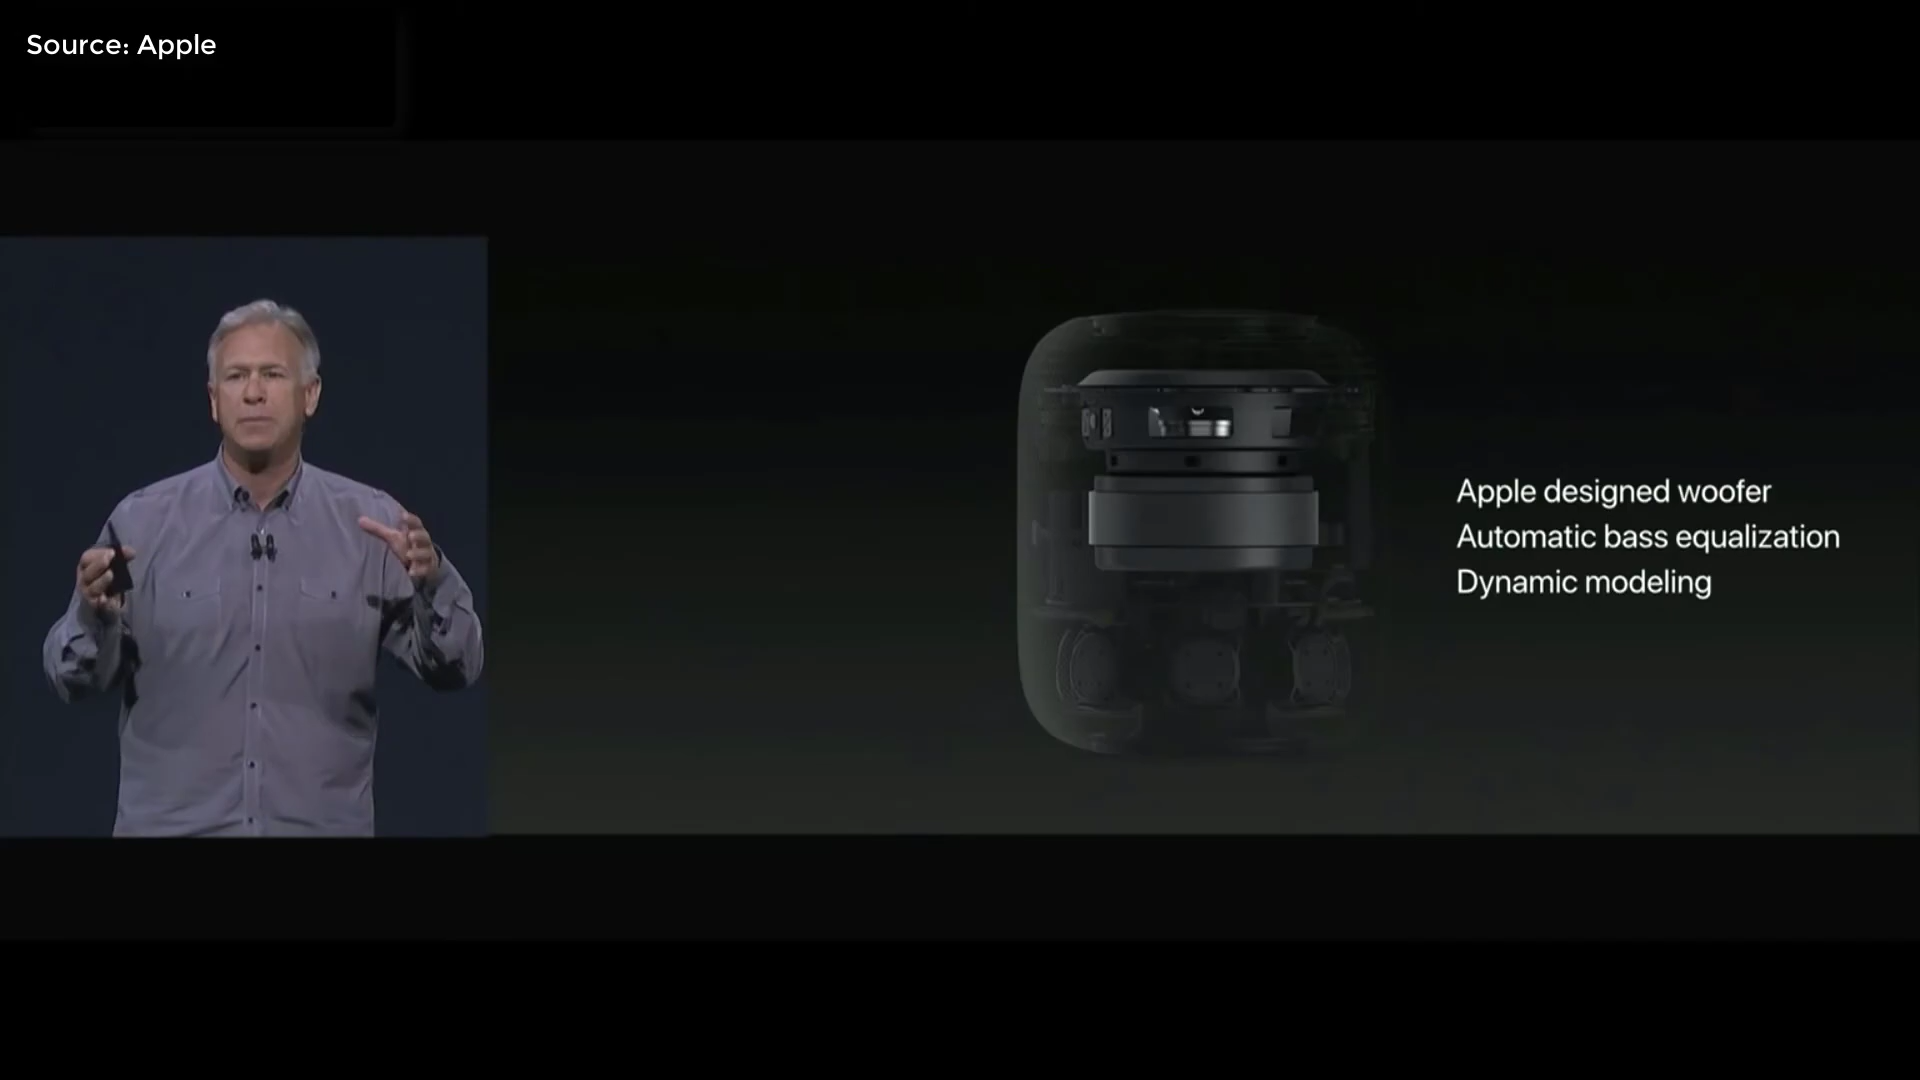 Source: Apple
Apple designed woofer
Automatic bass equalization
Dynamic modeling